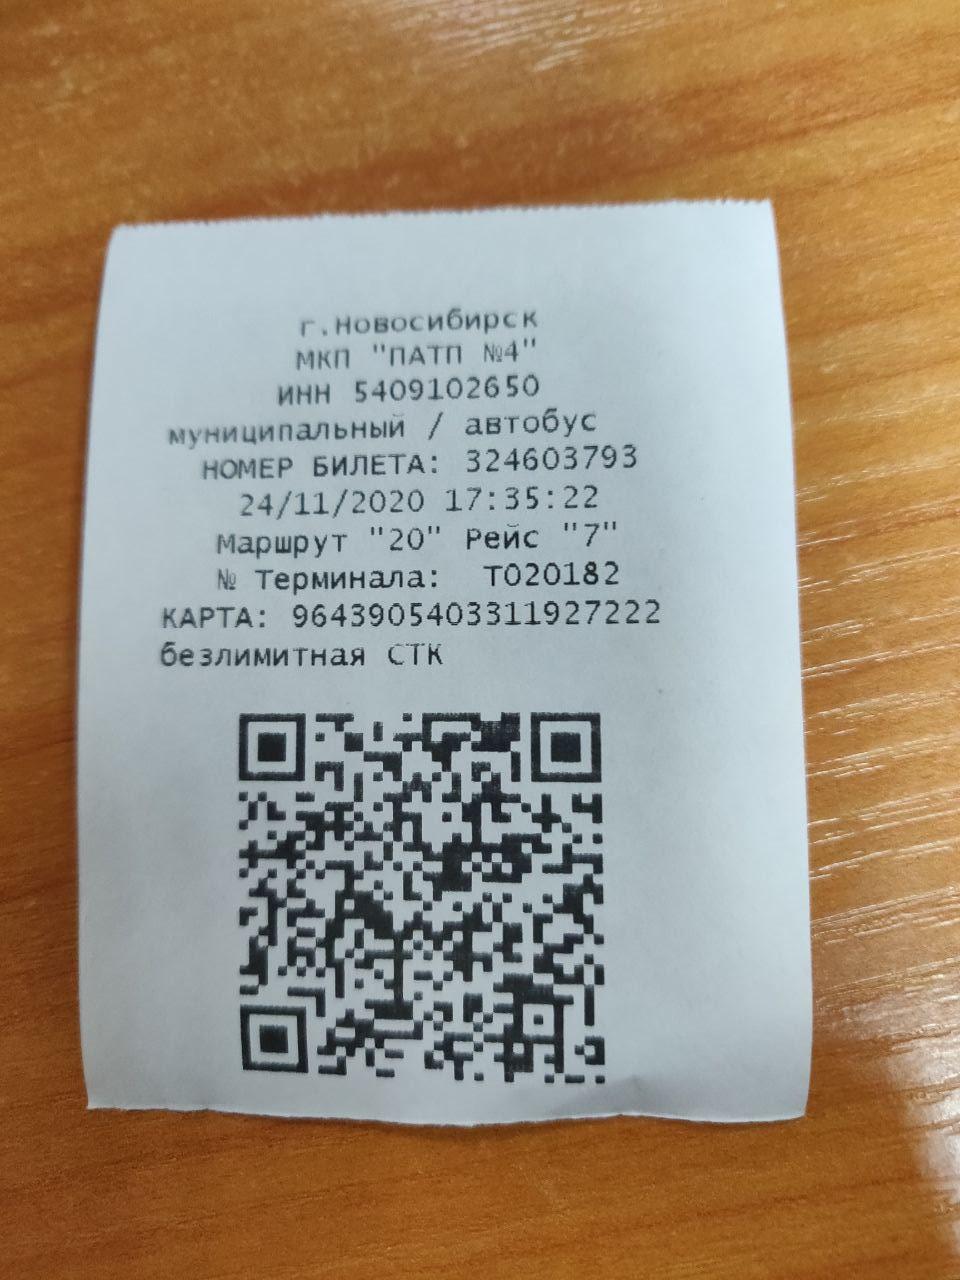 г.Новосибирск
МКП "ПАТП №4"
ИНН 5409102650
муниципальный / автобус
НОМЕР БИЛЕТА: 324603793
24/11/2020 17:35:22
Маршрут "20" Рейс "7"
№ Терминала: T020182
КАРТА: 9643905403311927222
безлимитная СТК